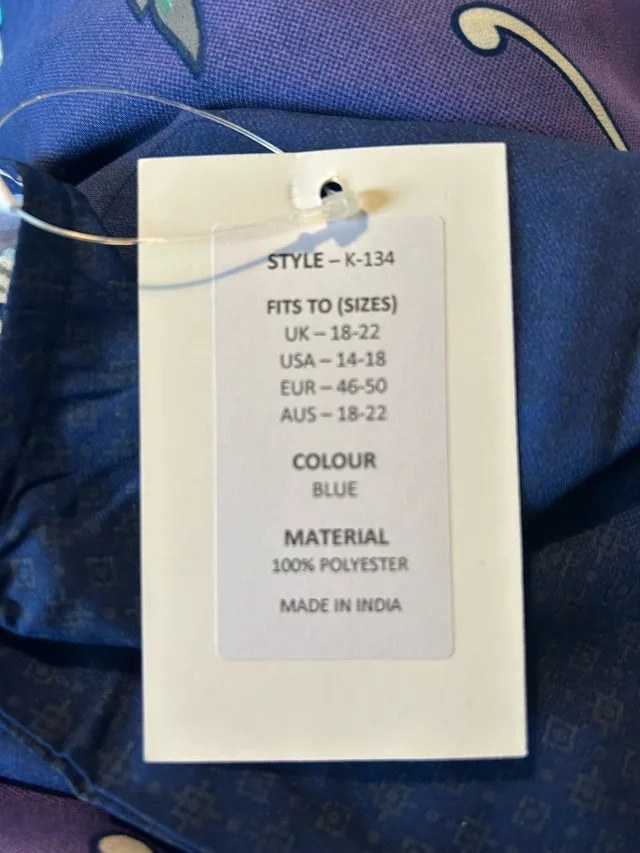 STYLE – K-134
FITS TO (SIZES)
UK – 18-22
USA – 14-18
EUR – 46-50
AUS – 18-22
COLOUR
BLUE
MATERIAL
100% POLYESTER
MADE IN INDIA